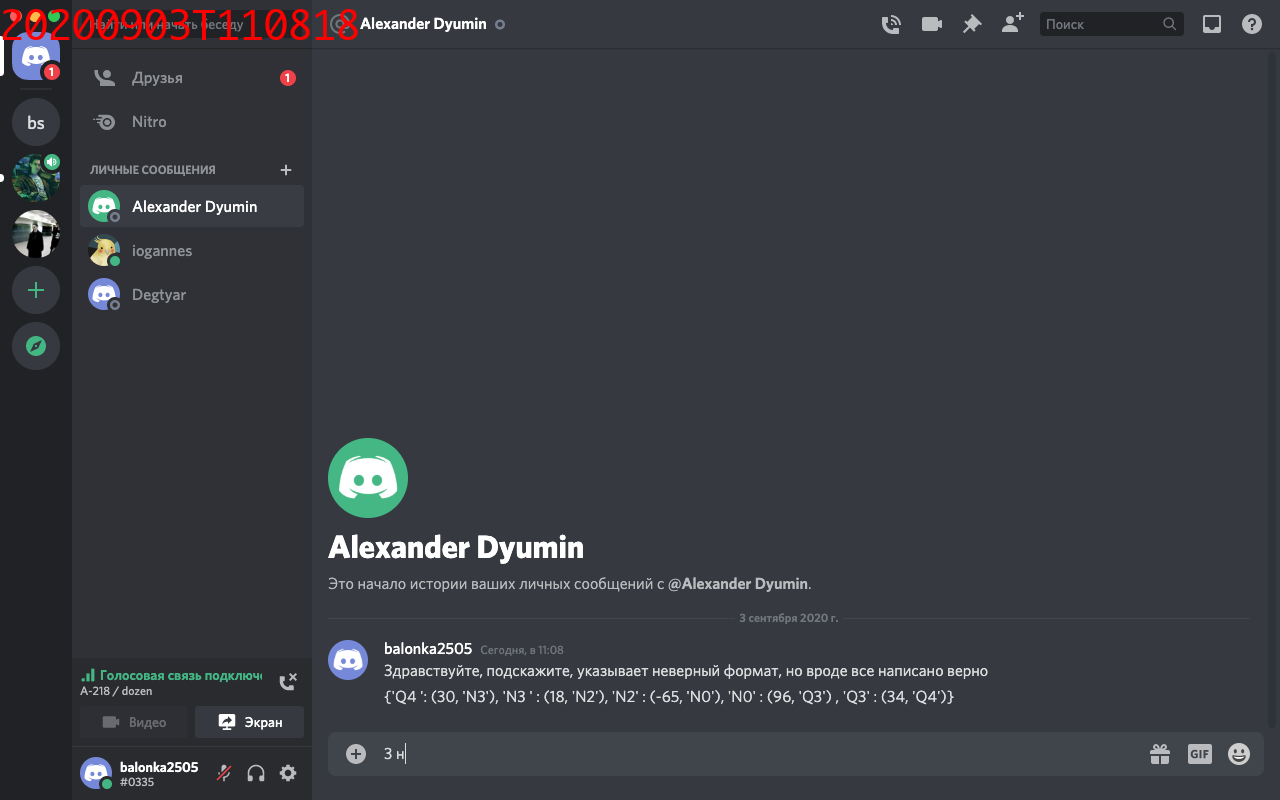 20200903T110818
Найти или начать беседу
Alexander Dyumin
Поиск
1
Друзья
1
bs
Nitro
ЛИЧНЫЕ СООБЩЕНИЯ
Alexander Dyumin
iogannes
Degtyar
Alexander Dyumin
Это начало истории ваших личных сообщений с @Alexander Dyumin.
3 сентября 2020 г.
balonka2505 Сегодня, в 11:08
Здравствуйте, подскажите, указывает неверный формат, но вроде все написано верно
{'Q4 ': (30, 'N3'), 'N3 ' : (18, 'N2'), 'N2' : (-65, 'N0'), 'N0' : (96, 'Q3') , 'Q3' : (34, 'Q4')}
Голосовая связь подключе
A-218 / dozen
Видео
Экран
balonka2505
#0335
3 н
GIF